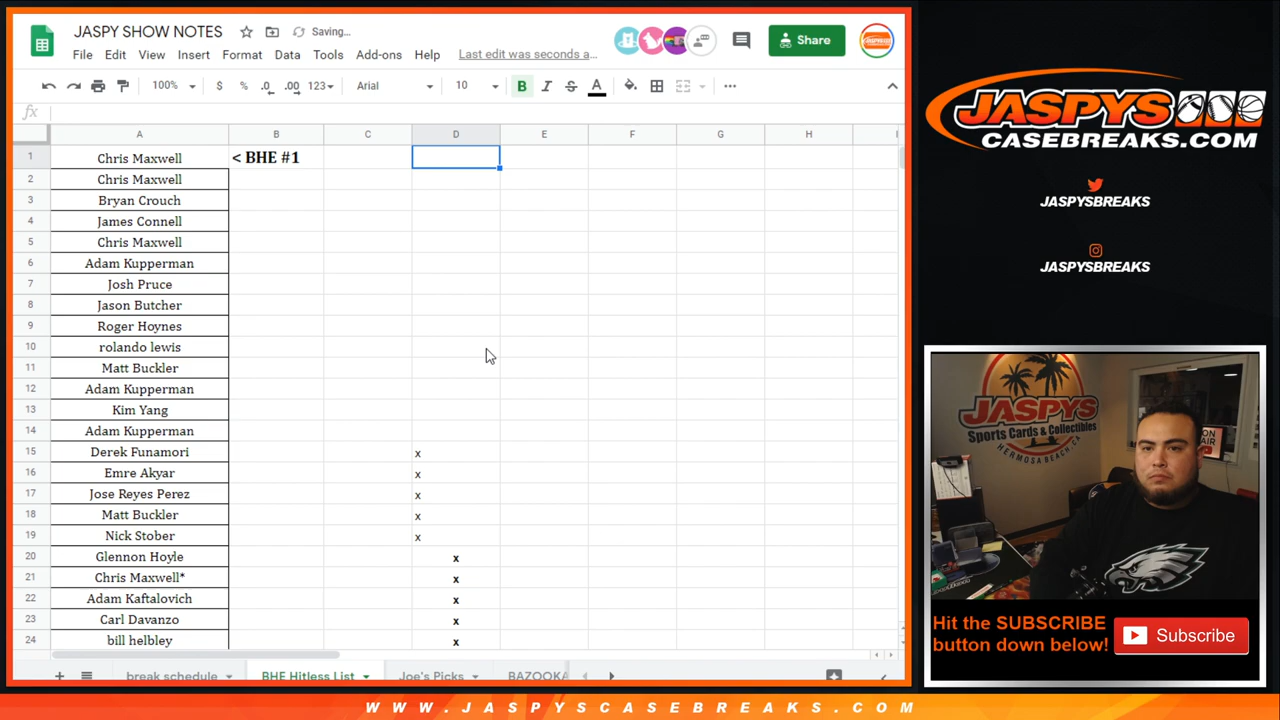 JASPY SHOW NOTES
Saving...
File Edit View Insert Format Data Tools Add-ons Help Last edit was seconds a...
Share
100% $ % .0 .00 123 Arial 10 B I S A
fx
A B C D E F G H
1 Chris Maxwell < BHE #1
2 Chris Maxwell
3 Bryan Crouch
4 James Connell
5 Chris Maxwell
6 Adam Kupperman
7 Josh Pruce
8 Jason Butcher
9 Roger Hoynes
10 rolando lewis
11 Matt Buckler
12 Adam Kupperman
13 Kim Yang
14 Adam Kupperman
15 Derek Funamori x
16 Emre Akyar x
17 Jose Reyes Perez x
18 Matt Buckler x
19 Nick Stober x
20 Glennon Hoyle x
21 Chris Maxwell* x
22 Adam Kaftalovich x
23 Carl Davanzo x
24 bill helbley x
break schedule BHE Hitless List Joe's Picks BAZOOKA
JASPYS
CASEBREAKS.COM
JASPYSBREAKS
JASPYSBREAKS
JASPYS
Sports Cards & Collectibles
HERMOSA BEACH, CA
ON
AIR
Hit the SUBSCRIBE
button down below!
Subscribe
WWW.JASPYSCASEBREAKS.COM